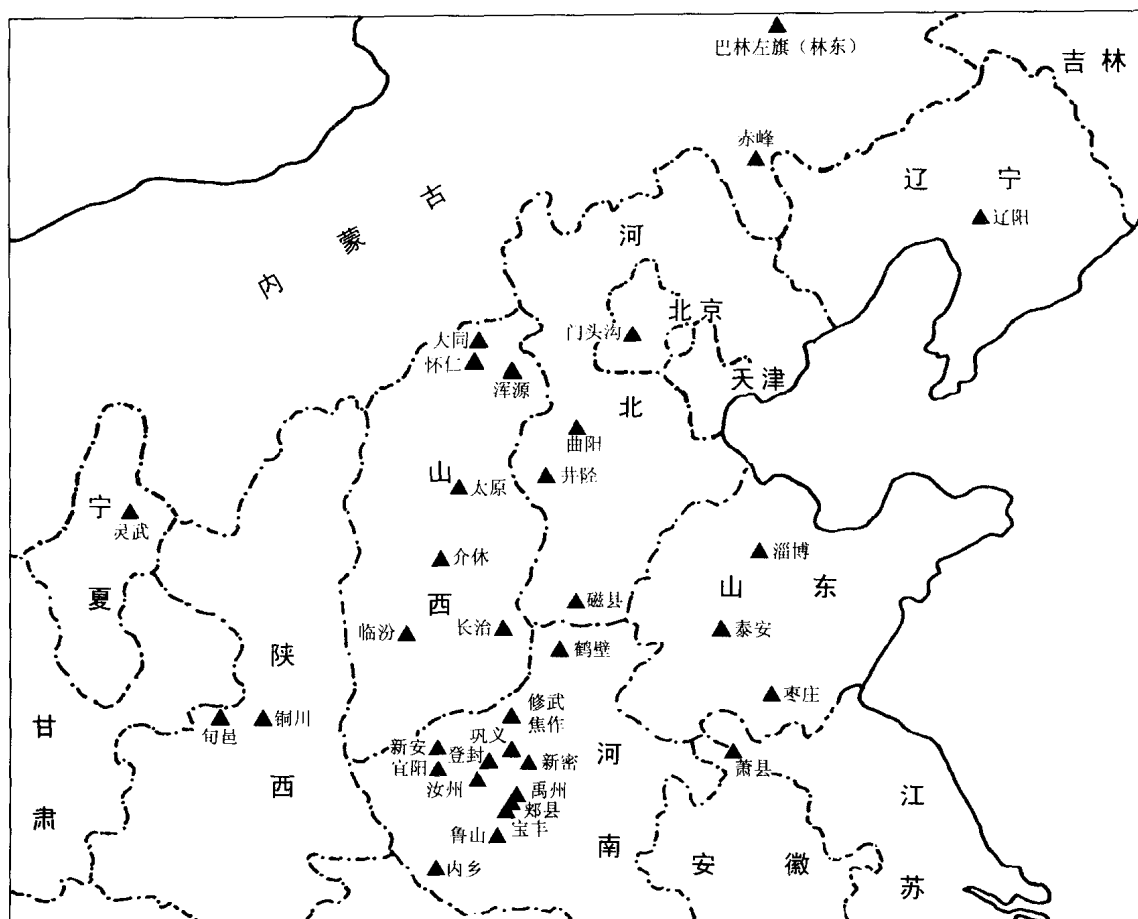 巴林左旗（林东）
吉林
赤峰
辽宁
辽阳
内蒙古
河北
北京
门头沟
天津
大同
怀仁
浑源
曲阳
井陉
山西
太原
宁夏
灵武
介休
淄博
山东
磁县
临汾
长治
泰安
鹤壁
陕西
枣庄
甘肃
旬邑
铜川
修武
焦作
巩义
新安
登封
新密
河南
萧县
宜阳
汝州
禹州
郏县
宝丰
鲁山
内乡
安徽
江苏